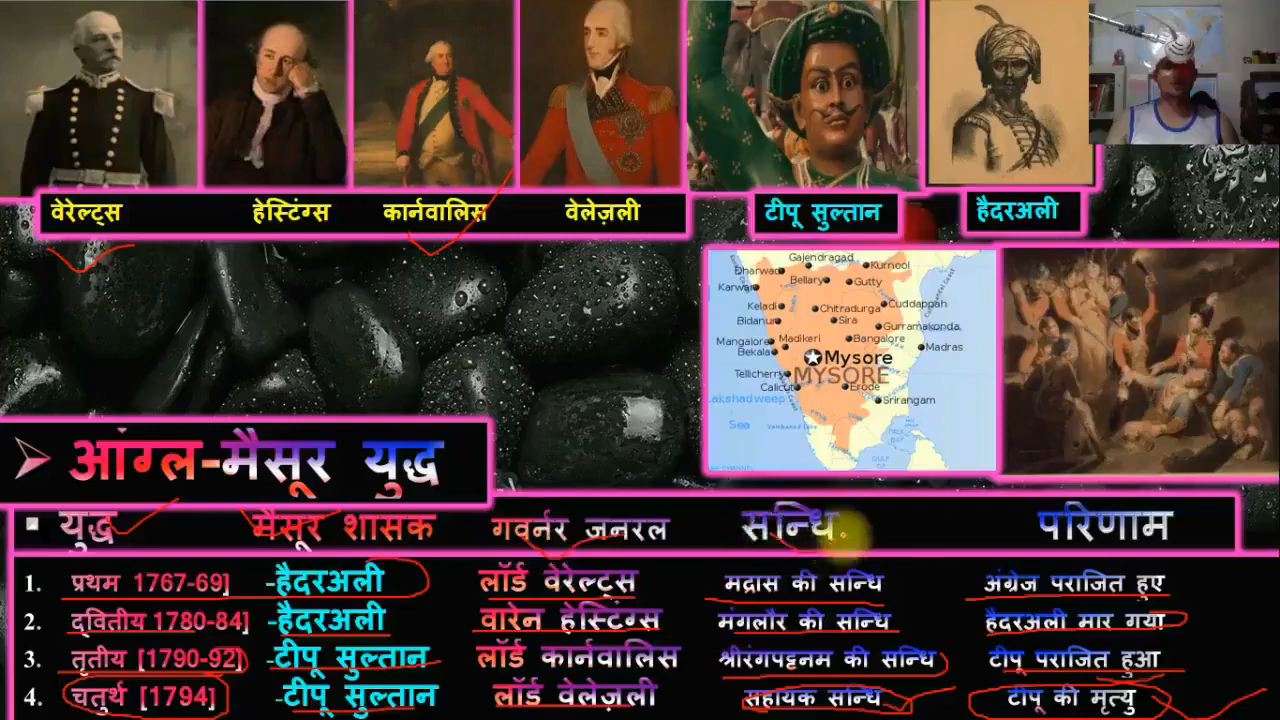 वेरेल्ट्स हेस्टिंग्स कार्नवालिस वेलेज़ली टीपू सुल्तान हैदरअली
Gajendragad
Dharwad Kurnool
Bellary Gutty
Karwar
Keladi Chitradurga Cuddappah
Bidanur Sira Gurramakonda
Mangalore Madikeri Bangalore Madras
Bekala Mysore
Tellicherry MYSORE
Calicut Erode
Lakshadweep Srirangam
Sea
➢ आंग्ल-मैसूर युद्ध
▪ युद्ध मैसूर शासक गवर्नर जनरल सन्धि परिणाम
1. प्रथम 1767-69] -हैदरअली लॉर्ड वेरेल्ट्स मद्रास की सन्धि अंग्रेज पराजित हुए
2. द्वितीय 1780-84] -हैदरअली वारेन हेस्टिंग्स मंगलौर की सन्धि हैदरअली मार गया
3. तृतीय [1790-92] -टीपू सुल्तान लॉर्ड कार्नवालिस श्रीरंगपट्टनम की सन्धि टीपू पराजित हुआ
4. चतुर्थ [1794] -टीपू सुल्तान लॉर्ड वेलेज़ली सहायक सन्धि टीपू की मृत्यु